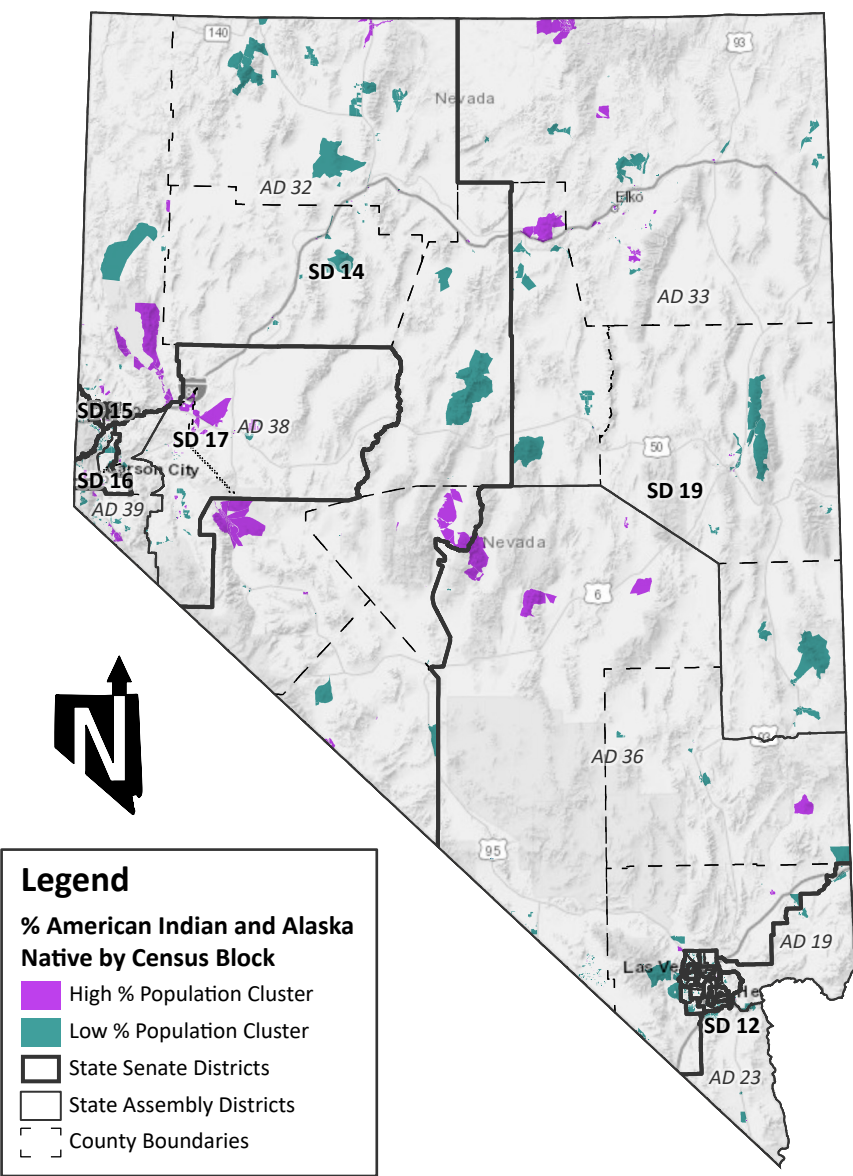 140
93
Nevada
AD 32
Elko
SD 14
AD 33
SD 15
SD 17
AD 38
50
Carson City
SD 16
SD 19
AD 39
Nevada
6
N
93
AD 36
95
Legend
% American Indian and Alaska
Native by Census Block
High % Population Cluster
Low % Population Cluster
State Senate Districts
State Assembly Districts
County Boundaries
AD 19
Las Ve
He
SD 12
AD 23